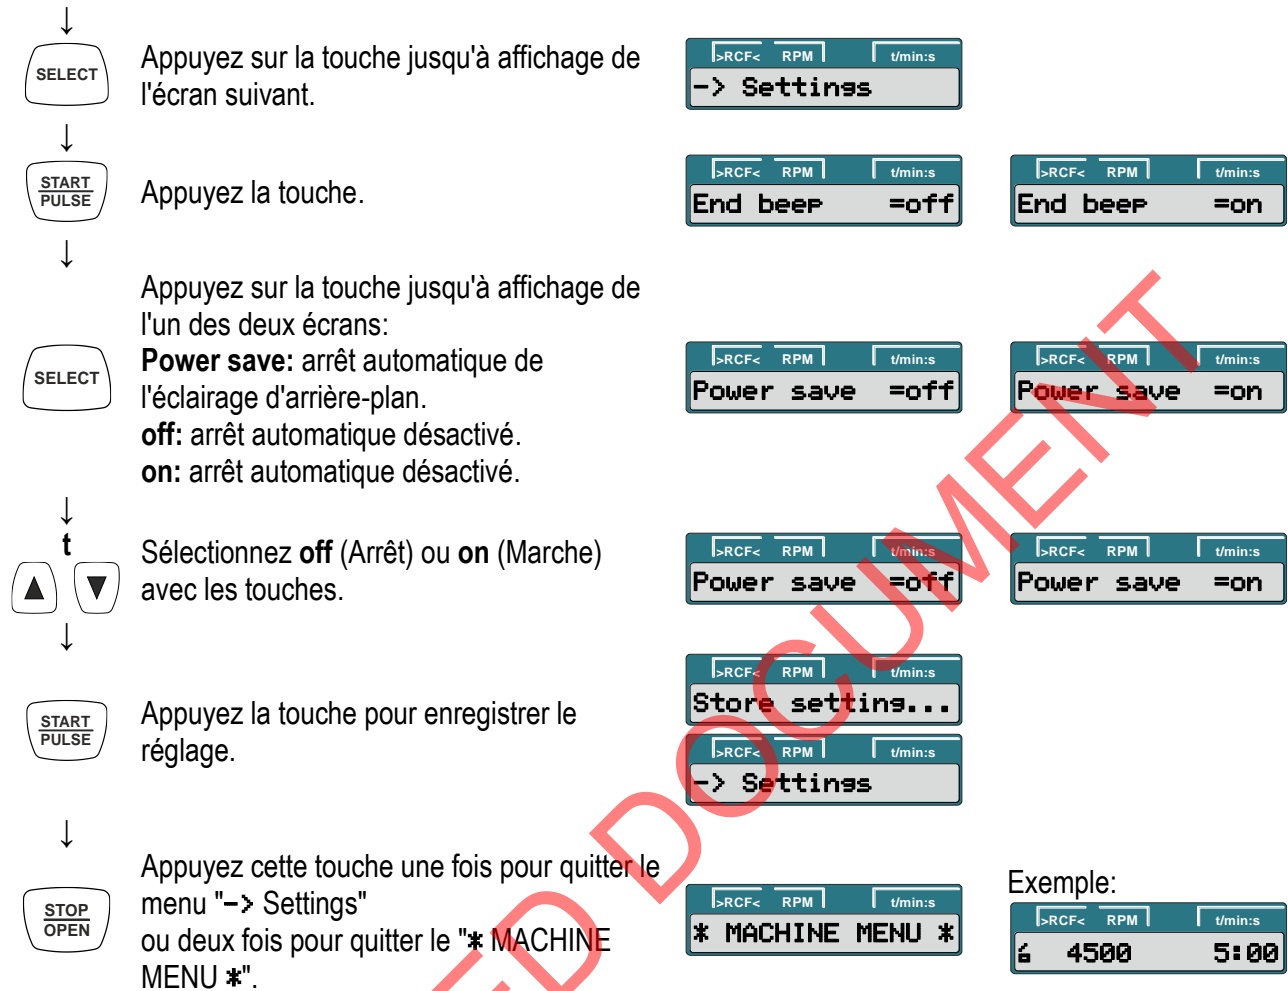 ↓
SELECT
Appuyez sur la touche jusqu'à affichage de
l'écran suivant.
>RCF< RPM t/min:s
-> Settings
↓
START
PULSE
Appuyez la touche.
>RCF< RPM t/min:s
End beep =off
>RCF< RPM t/min:s
End beep =on
↓
SELECT
Appuyez sur la touche jusqu'à affichage de
l'un des deux écrans:
Power save: arrêt automatique de
l'éclairage d'arrière-plan.
off: arrêt automatique désactivé.
on: arrêt automatique désactivé.
>RCF< RPM t/min:s
Power save =off
>RCF< RPM t/min:s
Power save =on
↓
t
▲ ▼
Sélectionnez off (Arrêt) ou on (Marche)
avec les touches.
>RCF< RPM t/min:s
Power save =off
>RCF< RPM t/min:s
Power save =on
↓
START
PULSE
Appuyez la touche pour enregistrer le
réglage.
>RCF< RPM t/min:s
Store setting...
>RCF< RPM t/min:s
-> Settings
↓
STOP
OPEN
Appuyez cette touche une fois pour quitter le
menu "-> Settings"
ou deux fois pour quitter le "* MACHINE
MENU *".
>RCF< RPM t/min:s
* MACHINE MENU *
Exemple:
>RCF< RPM t/min:s
4500 5:00
ED DOCUMENT